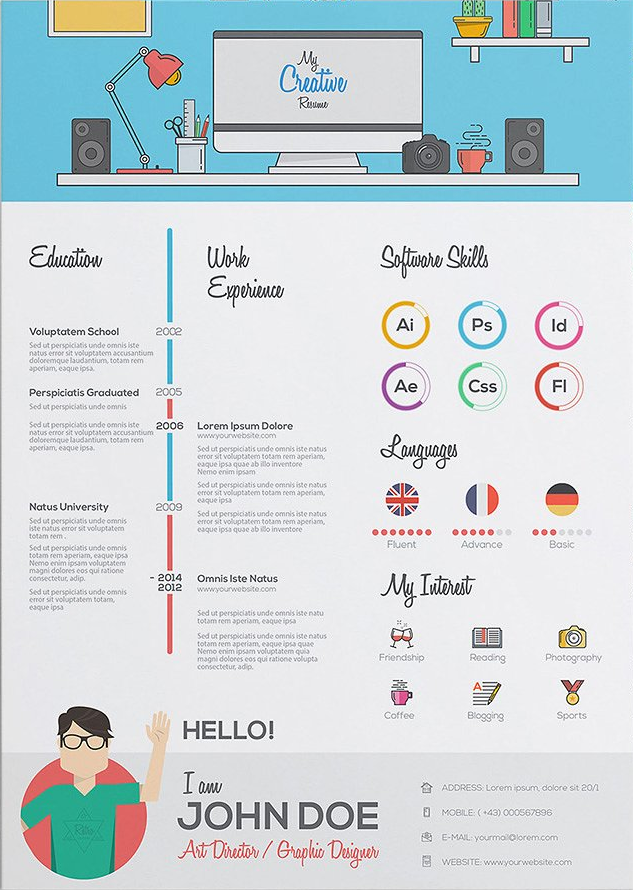 My
Creative
Resume
Education
Voluptatem School
2002
Sed ut perspiciatis unde omnis iste
natus error sit voluptatem accusantium
doloremque laudantium, totam rem
aperiam, eaque ipsa.
Perspiciatis Graduated
2005
Sed ut perspiciatis unde omnis
Sed ut perspiciatis unde omnis iste
natus error sit voluptatem accusantium
doloremque laudantium, totam rem
aperiam, eaque ipsa.
2006
Natus University
2009
Sed ut perspiciatis unde omnis
iste natus error sit voluptatem
totam rem .
Sed ut perspiciatis unde omnis
totam rem aperiam, eaque ipsa
Nemo enim ipsam voluptatem
magni dolores eos qui ratione
consectetur, adip.
Sed ut perspiciatis unde omnis
error sit voluptatem totam,
eaque ipsa
- 2014
2012
Work
Experience
Lorem Ipsum Dolore
www.yourwebsite.com
Sed ut perspiciatis unde omnis iste natus
error sit voluptatem totam rem aperiam,
eaque ipsa quae ab illo inventore
Nemo enim ipsam
Sed ut perspiciatis unde omnis iste natus
error sit voluptatem totam rem aperiam,
eaque ipsa
Sed ut perspiciatis unde omnis iste natus
error sit voluptatem totam rem aperiam,
eaque ipsa quae ab illo inventore
Omnis Iste Natus
www.yourwebsite.com
Sed ut perspiciatis unde omnis iste natu
totam rem aperiam, eaque ipsa
Sed ut perspiciatis unde omnis iste natus
totam rem aperiam, eaque ipsa quae
Nemo enim ipsam voluptatem quia
magni dolores eos qui ratione volupta
consectetur, adip.
Software Skills
Ai Ps Id
Ae Css Fl
Languages
Fluent Advance Basic
My Interest
Friendship Reading Photography
Coffee Blogging Sports
HELLO!
I am
JOHN DOE
Art Director / Graphic Designer
Retro
ADDRESS: Lorem ipsum, dolore sit 20/1
MOBILE: ( +43) 000567896
E-MAIL: yourmail@lorem.com
WEBSITE: www.yourwebsite.com